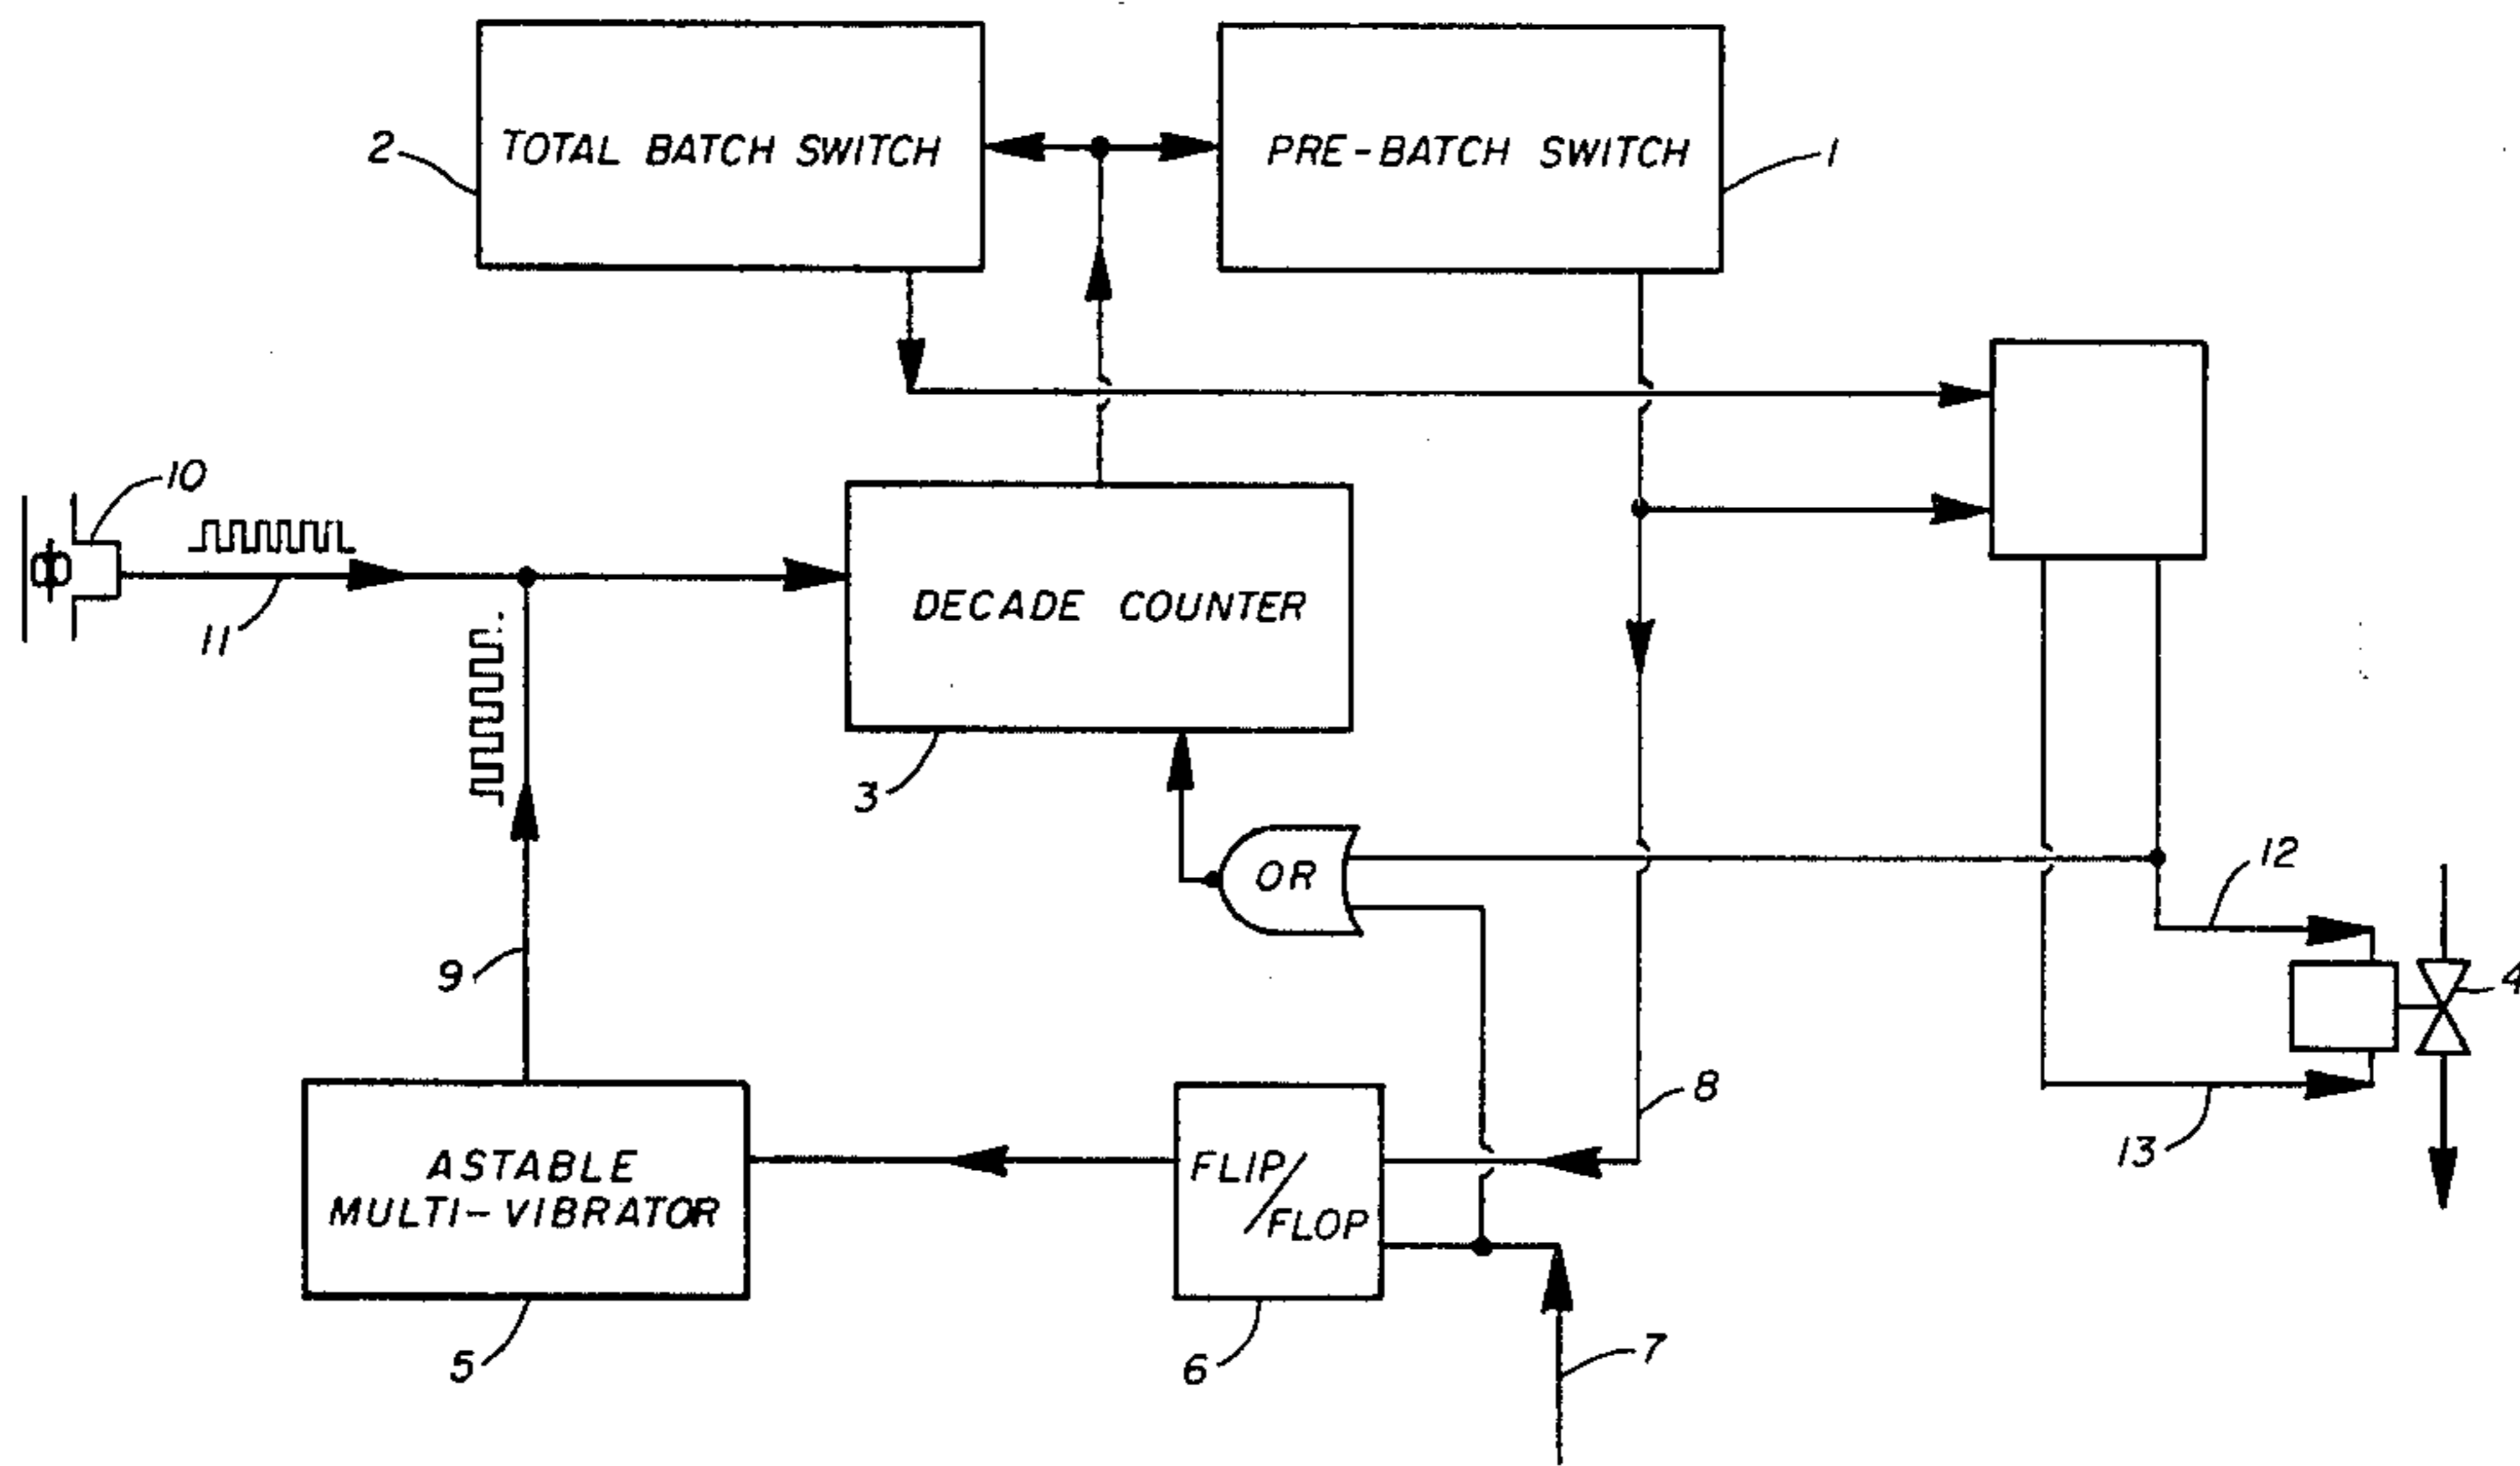 2
TOTAL BATCH SWITCH
PRE-BATCH SWITCH
1
10
11
DECADE COUNTER
3
OR
12
9
4
8
13
ASTABLE
MULTI-VIBRATOR
FLIP/
/FLOP
5
6
7